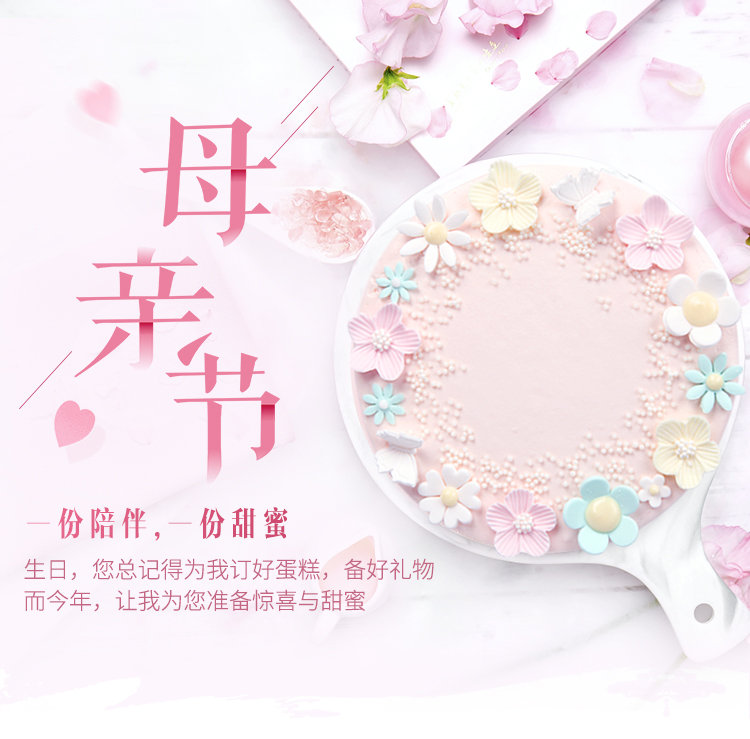 母亲节
一份陪伴,一份甜蜜
生日，您总记得为我订好蛋糕，备好礼物
而今年，让我为您准备惊喜与甜蜜